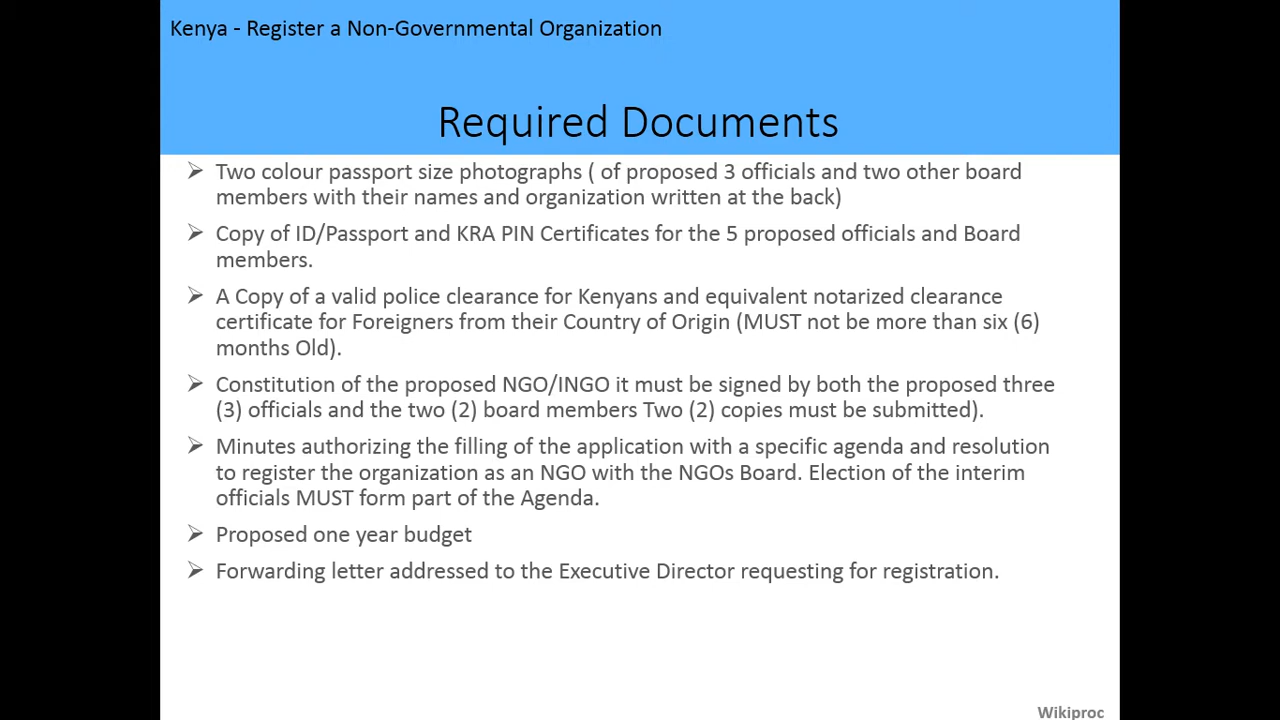 Kenya - Register a Non-Governmental Organization
Required Documents
Two colour passport size photographs ( of proposed 3 officials and two other board
members with their names and organization written at the back)
Copy of ID/Passport and KRA PIN Certificates for the 5 proposed officials and Board
members.
A Copy of a valid police clearance for Kenyans and equivalent notarized clearance
certificate for Foreigners from their Country of Origin (MUST not be more than six (6)
months Old).
Constitution of the proposed NGO/INGO it must be signed by both the proposed three
(3) officials and the two (2) board members Two (2) copies must be submitted).
Minutes authorizing the filling of the application with a specific agenda and resolution
to register the organization as an NGO with the NGOs Board. Election of the interim
officials MUST form part of the Agenda.
Proposed one year budget
Forwarding letter addressed to the Executive Director requesting for registration.
Wikiproc